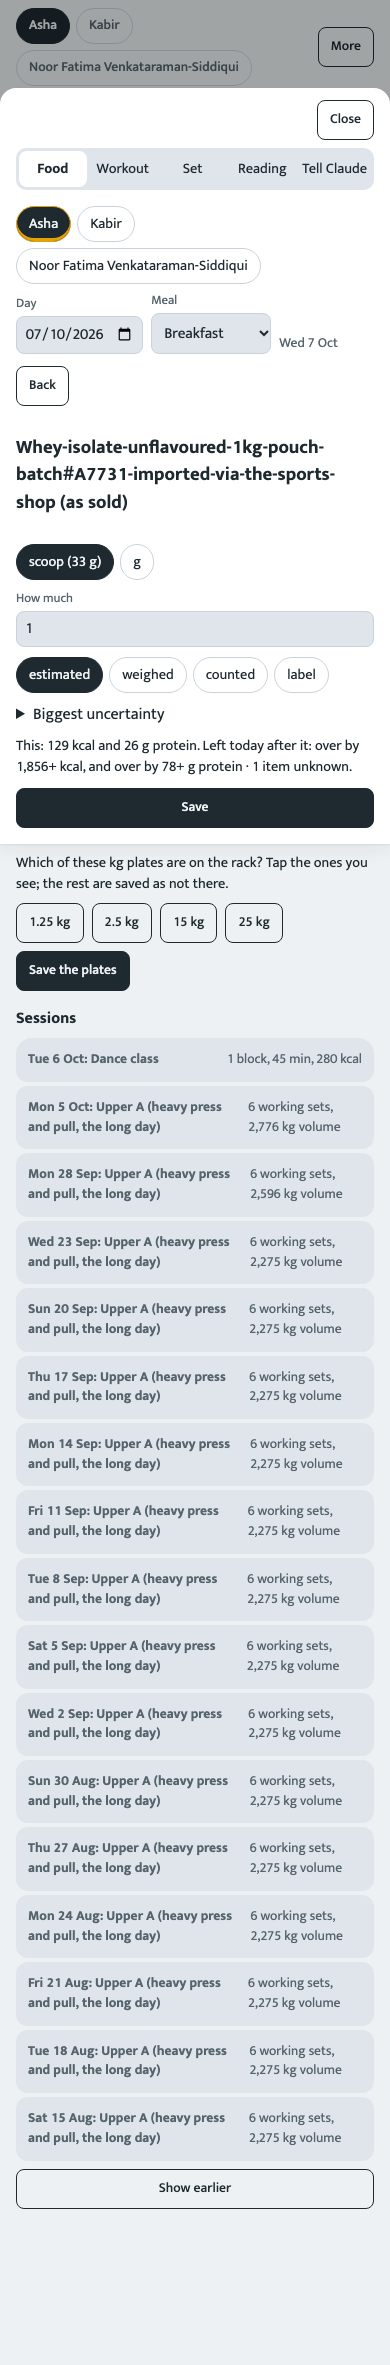 Asha
Kabir
Noor Fatima Venkataraman-Siddiqui
More
Close
Food
Workout
Set
Reading
Tell Claude
Asha
Kabir
Noor Fatima Venkataraman-Siddiqui
Day
Meal
07/10/2026
Breakfast
Wed 7 Oct
Back
Whey-isolate-unflavoured-1kg-pouch-
batch#A7731-imported-via-the-sports-
shop (as sold)
scoop (33 g)
g
How much
1
estimated
weighed
counted
label
Biggest uncertainty
This: 129 kcal and 26 g protein. Left today after it: over by
1,856+ kcal, and over by 78+ g protein · 1 item unknown.
Save
Which of these kg plates are on the rack? Tap the ones you
see; the rest are saved as not there.
1.25 kg
2.5 kg
15 kg
25 kg
Save the plates
Sessions
Tue 6 Oct: Dance class
1 block, 45 min, 280 kcal
Mon 5 Oct: Upper A (heavy press
and pull, the long day)
6 working sets,
2,776 kg volume
Mon 28 Sep: Upper A (heavy press
and pull, the long day)
6 working sets,
2,596 kg volume
Wed 23 Sep: Upper A (heavy press
and pull, the long day)
6 working sets,
2,275 kg volume
Sun 20 Sep: Upper A (heavy press
and pull, the long day)
6 working sets,
2,275 kg volume
Thu 17 Sep: Upper A (heavy press
and pull, the long day)
6 working sets,
2,275 kg volume
Mon 14 Sep: Upper A (heavy press
and pull, the long day)
6 working sets,
2,275 kg volume
Fri 11 Sep: Upper A (heavy press
and pull, the long day)
6 working sets,
2,275 kg volume
Tue 8 Sep: Upper A (heavy press
and pull, the long day)
6 working sets,
2,275 kg volume
Sat 5 Sep: Upper A (heavy press
and pull, the long day)
6 working sets,
2,275 kg volume
Wed 2 Sep: Upper A (heavy press
and pull, the long day)
6 working sets,
2,275 kg volume
Sun 30 Aug: Upper A (heavy press
and pull, the long day)
6 working sets,
2,275 kg volume
Thu 27 Aug: Upper A (heavy press
and pull, the long day)
6 working sets,
2,275 kg volume
Mon 24 Aug: Upper A (heavy press
and pull, the long day)
6 working sets,
2,275 kg volume
Fri 21 Aug: Upper A (heavy press
and pull, the long day)
6 working sets,
2,275 kg volume
Tue 18 Aug: Upper A (heavy press
and pull, the long day)
6 working sets,
2,275 kg volume
Sat 15 Aug: Upper A (heavy press
and pull, the long day)
6 working sets,
2,275 kg volume
Show earlier